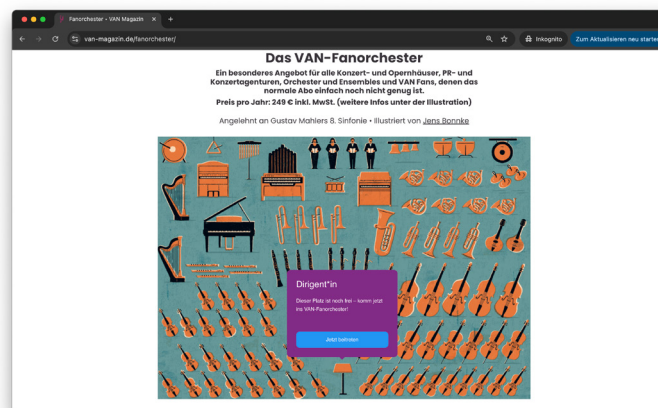 Fanorchester - VAN Magazin
van-magazin.de/fanorchester/
Inkognito
Zum Aktualisieren neu starten
Das VAN-Fanorchester
Ein besonderes Angebot für alle Konzert- und Opernhäuser, PR- und
Konzertagenturen, Orchester und Ensembles und VAN Fans, denen das
normale Abo einfach noch nicht genug ist.
Preis pro Jahr: 249 € inkl. MwSt. (weitere Infos unter der Illustration)
Angelehnt an Gustav Mahlers 8. Sinfonie • Illustriert von Jens Bonnke
Dirigent*in
Dieser Platz ist noch frei – komm jetzt
ins VAN-Fanorchester!
Jetzt beitreten